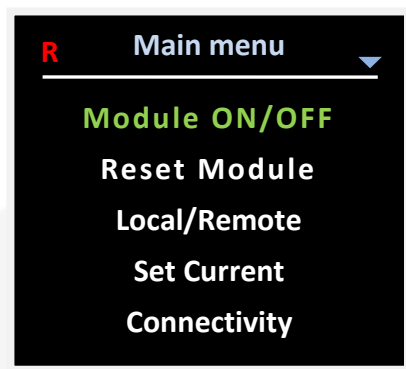 R Main menu
Module ON/OFF
Reset Module
Local/Remote
Set Current
Connectivity